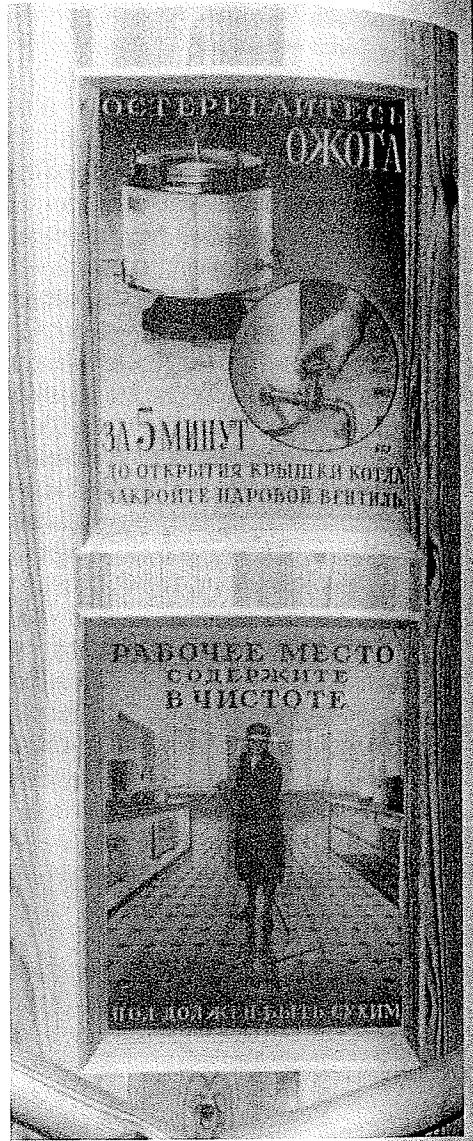 ОСТЕРЕГАЙТЕСЬ
ОЖОГА
ЗА 5 МИНУТ
ДО ОТКРЫТИЯ КРЫШКИ КОТЛА
ЗАКРОЙТЕ ПАРОВОЙ ВЕНТИЛЬ
РАБОЧЕЕ МЕСТО
СОДЕРЖИТЕ
В ЧИСТОТЕ
ПОЛ ДОЛЖЕН БЫТЬ СУХИМ